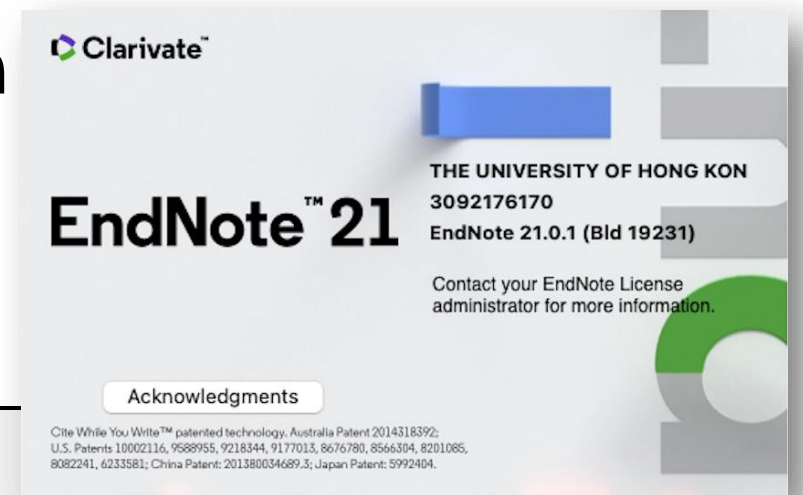 Clarivate™
THE UNIVERSITY OF HONG KON
3092176170
EndNote™ 21
EndNote 21.0.1 (Bld 19231)
Contact your EndNote License
administrator for more information.
Acknowledgments
Cite While You Write™ patented technology. Australia Patent 2014318392;
U.S. Patents 10002116, 9588955, 9218344, 9177013, 8676780, 8566304, 8201085,
8082241, 6233581; China Patent: 201380034689.3; Japan Patent: 5992404.